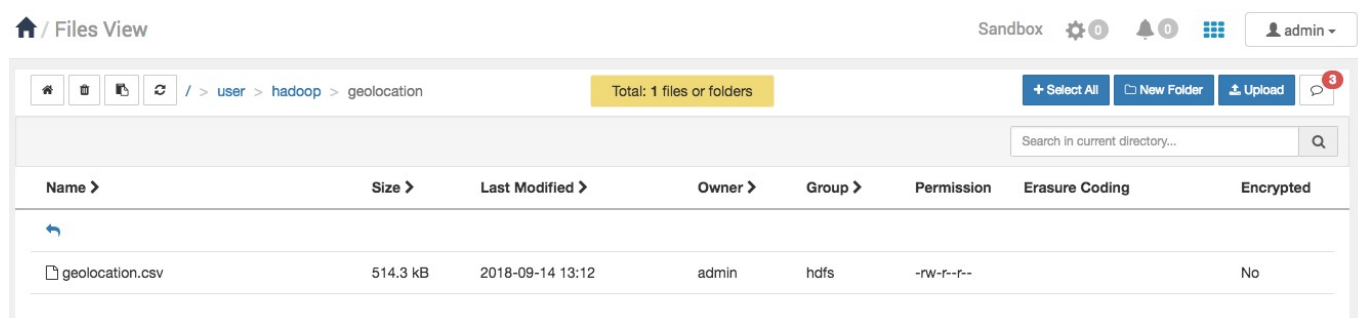 / Files View Sandbox 0 0 admin
/ > user > hadoop > geolocation Total: 1 files or folders + Select All New Folder Upload 3
Search in current directory...
Name Size Last Modified Owner Group Permission Erasure Coding Encrypted
geolocation.csv 514.3 kB 2018-09-14 13:12 admin hdfs -rw-r--r-- No